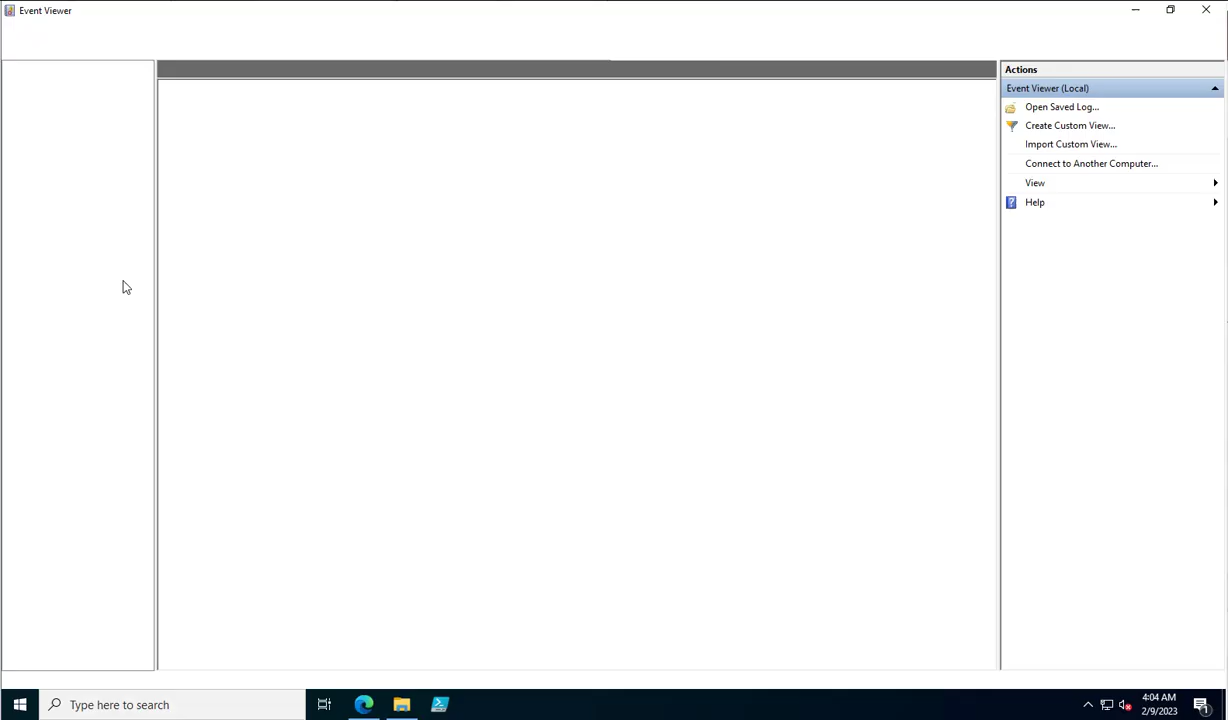 Event Viewer
Actions
Event Viewer (Local)
Open Saved Log...
Create Custom View...
Import Custom View...
Connect to Another Computer...
View
Help
Type here to search
4:04 AM
2/9/2023
1